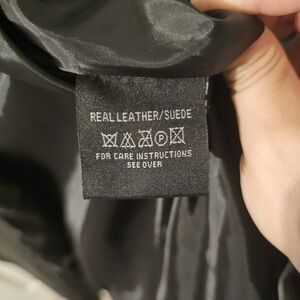 REAL LEATHER/SUEDE
P
FOR CARE INSTRUCTIONS
SEE OVER